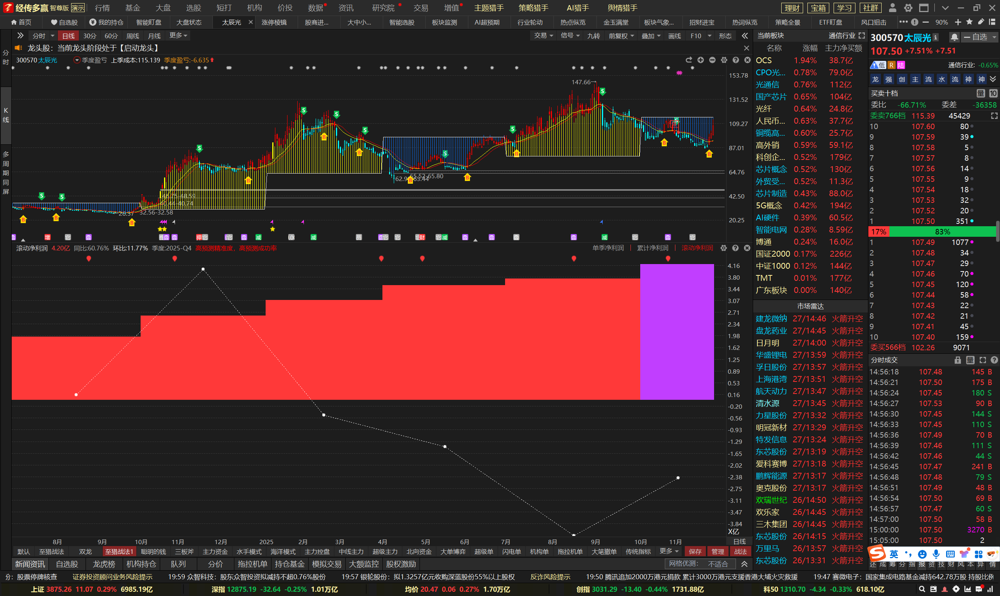 经传多赢 智尊版 演示 行情 基金 大盘 选股 短打 机构 价投 数据 资讯 研究院 交易 增值 主题猎手 策略猎手 AI猎手 舆情猎手 理财 宝箱 学习 社群
首页 自选股 我的持仓 智能盯盘 大盘状态 太辰光 涨停棱镜 股商进... 大中小... 智能选股 板块监测 AI超预期 行业轮动 热点纵览 金玉满堂 板块气象... 招财进宝 热词纵览 策略全景 ETF盯盘 风口狙击 90%
分时 日线 30分 60分 周线 月线 更多 交易 信号 九转 前复权 叠加 画线 F10 形态
龙头股：当前龙头阶段处于【启动龙头】
300570 太辰光 季度盈亏 上季成本:115.139 季度盈亏:-6.635
分时
K线
多周期同屏
153.78
147.66
131.52
109.27
87.01
64.76
42.50
20.25
65.52-65.80
46.75-48.59
40.44-40.74
26.37
32.56-32.58
滚动净利润 4.20亿 同比:60.76% 环比:11.77% 季度:2025-Q4 高预测精准度，高预测成功率 单季净利润 累计净利润 滚动净利润
4.16
3.80
3.44
3.07
2.71
2.34
1.98
1.62
1.25
0.89
0.53
0.16
-0.20
-0.56
-0.93
-1.29
-1.65
-2.02
-2.38
-2.75
-3.11
-3.47
-3.84
X亿
8月 9月 10月 11月 12月 2025 2月 3月 4月 5月 6月 7月 8月 9月 10月 11月 日线
默认 至猎战法 双龙 至猎战法1 聪明的钱 三板斧 主力资金 水手模式 海洋模式 主力控盘 中线主力 超级主力 北向资金 大单博弈 超级单 闪电单 机构单 拖拉机单 大笔撤单 传统指标 更多 保存 管理 战法
新闻资讯 自选股 龙虎榜 机构持仓 队列 分价 拖拉机单 持仓基金 模拟交易 大额监控 股权激励 网格优测： 不适合
当前板块 通信行业
名称 涨幅 主力净买额
OCS 1.94% 38.7亿
CPO光... 0.78% 79.0亿
光通信 0.76% 112亿
国产芯片 0.65% 104亿
光纤 0.64% 24.8亿
人民币... 0.63% 37.7亿
铜缆高... 0.60% 25.7亿
高外销 0.59% 59.1亿
科创企... 0.52% 179亿
芯片概念 0.52% 130亿
外贸受... 0.52% 11.3亿
芯片制造 0.43% 88.0亿
5G概念 0.42% 194亿
AI硬件 0.39% 60.5亿
智能电网 0.28% 8.59亿
博通 0.24% 16.0亿
国证2000 0.17% 226亿
中证1000 0.12% 144亿
TMT 0.01% 177亿
广东板块 0.00% 140亿
市场雷达
建龙微纳 27/14:46 火箭升空
盘龙药业 27/14:45 火箭升空
日月明 27/14:00 火箭升空
华盛锂电 27/13:59 火箭升空
孚日股份 27/13:57 火箭升空
上海港湾 27/13:51 火箭升空
航天动力 27/13:47 火箭升空
清水源 27/13:45 火箭升空
力星股份 27/13:32 火箭升空
明冠新材 27/13:29 火箭升空
特发信息 27/13:24 火箭升空
东芯股份 27/13:19 火箭升空
爱科赛博 27/13:18 火箭升空
鹏辉能源 27/13:17 火箭升空
奥克股份 27/13:17 火箭升空
欢瑞世纪 26/14:50 火箭升空
欢乐家 26/14:45 火箭升空
三木集团 26/14:45 火箭升空
东芯股份 26/14:15 火箭升空
万里马 26/13:57 火箭升空
东芯股份 26/13:31 火箭升空
300570 太辰光 自选
107.50 +7.51% +7.51
低 R 陆 通信行业: -0.65%
龙 强 创 主 流 水 流 神 神
买卖十档 量 10
委比 -66.71% 委差 -36358
委卖766档 115.39 45429
10 107.60 80
9 107.59 39
8 107.58 5
7 107.57 8
6 107.56 14
5 107.55 9
4 107.54 18
3 107.53 32
2 107.52 20
1 107.50 351
17% 83%
1 107.49 1077
2 107.48 34
3 107.47 29
4 107.46 70
5 107.45 120
6 107.44 58
7 107.43 22
8 107.42 21
9 107.41 45
10 107.40 159
委买566档 102.26 9071
分时成交 量
14:56:18 107.48 145 B
14:56:21 107.50 175 B
14:56:24 107.45 180 S
14:56:27 107.53 90 B
14:56:30 107.45 144 S
14:56:33 107.45 110 S
14:56:36 107.49 70 B
14:56:39 107.46 111 S
14:56:42 107.46 44 S
14:56:45 107.47 241 B
14:56:48 107.48 79 S
14:56:51 107.49 48 B
14:56:54 107.50 69 B
14:56:57 107.47 60 S
14:57:00 107.50 58 B
15:00:00 107.50 3270 B
15:05:00 107.50 2
英
分：股票停牌核查 证券投资顾问业务风险提示 19:59 众智科技：股东众智投资拟减持不超0.76%股份 19:57 银轮股份：拟1.3257亿元收购深蓝股份55%以上股权 反诈风险提示 19:50 腾讯追加2000万港元捐款 累计3000万港元支援香港大埔火灾救援 19:47 赛微电子：国家集成电路基金减持642.78万股 持股比例
上证 3875.26 11.07 0.29% 6985.19亿 深指 12875.19 -32.64 -0.25% 1.01万亿 均价 20.47 0.06 0.27% 1.70万亿 创指 3031.29 -13.40 -0.44% 1731.88亿 科50 1310.70 -4.34 -0.33% 618.10亿